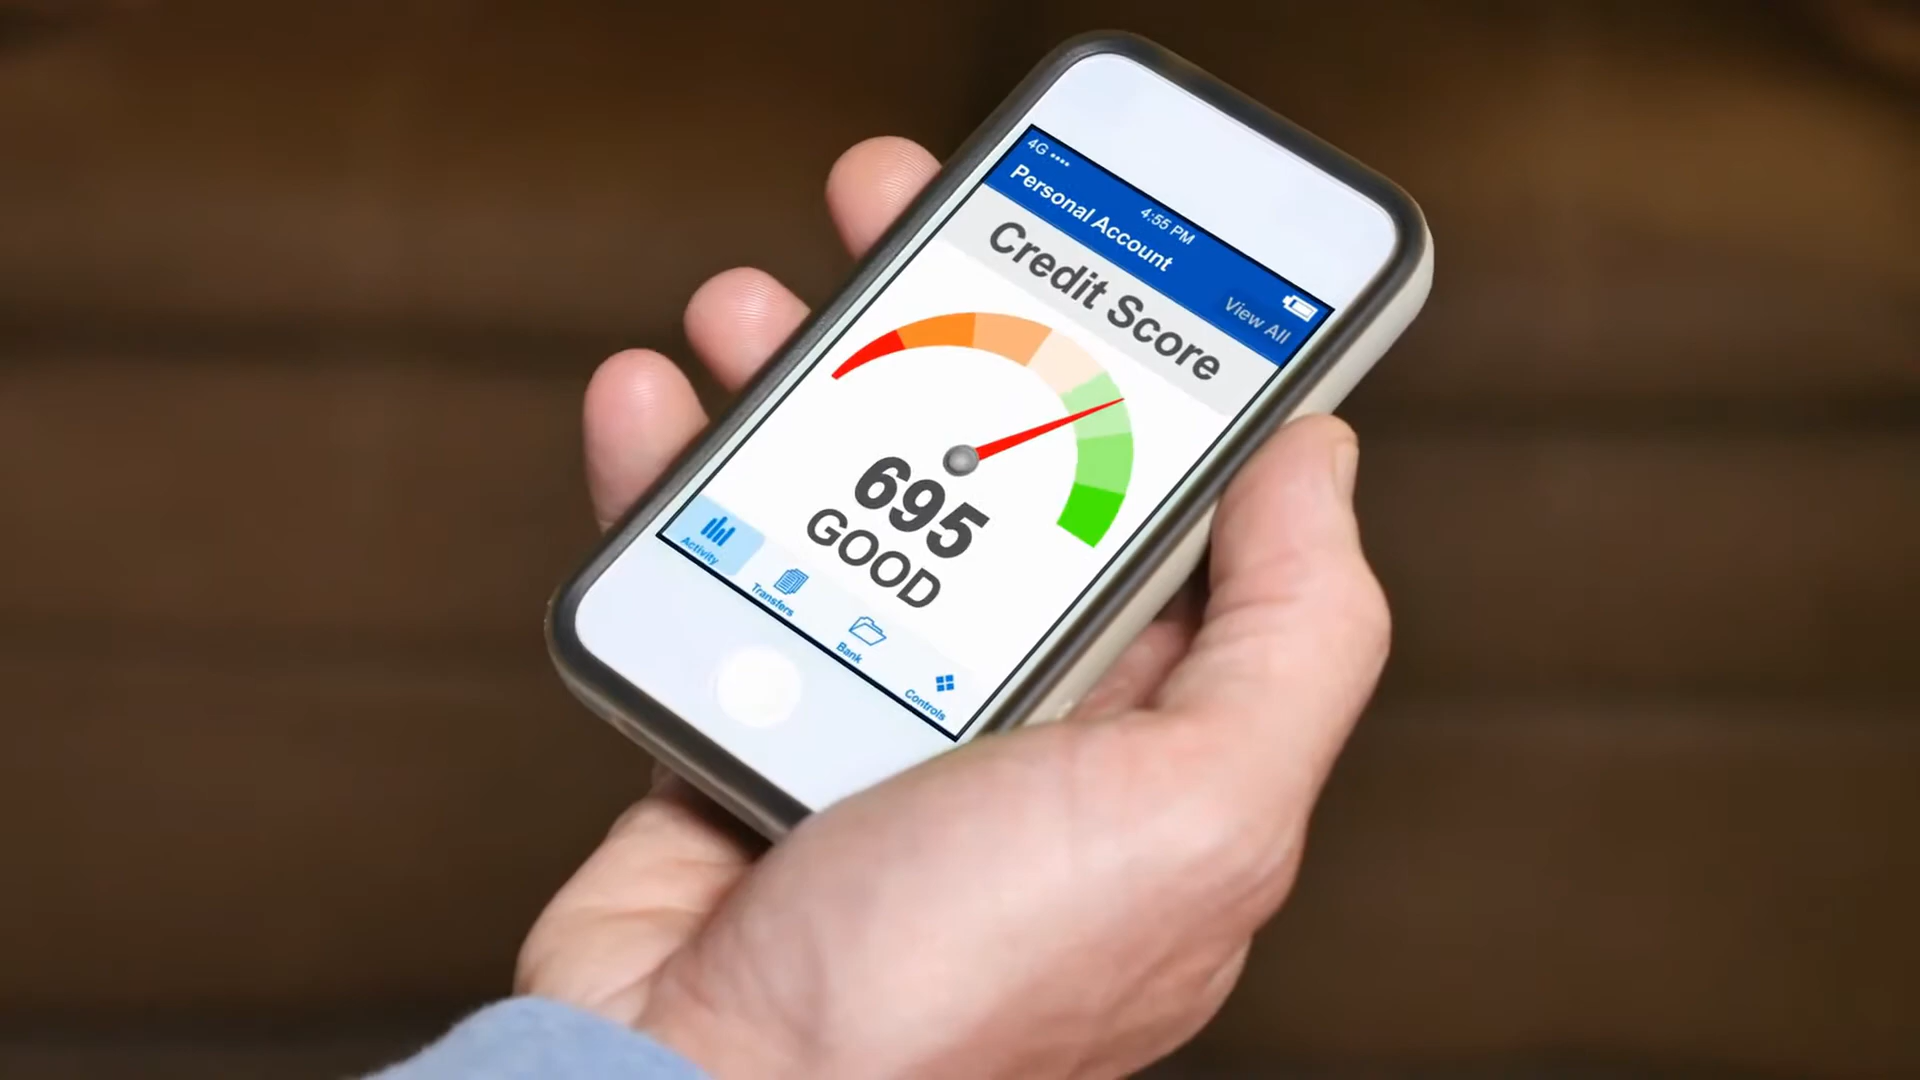 4G
4:55 PM
Personal Account
View All
Credit Score
695
GOOD
Activity
Transfers
Bank
Controls